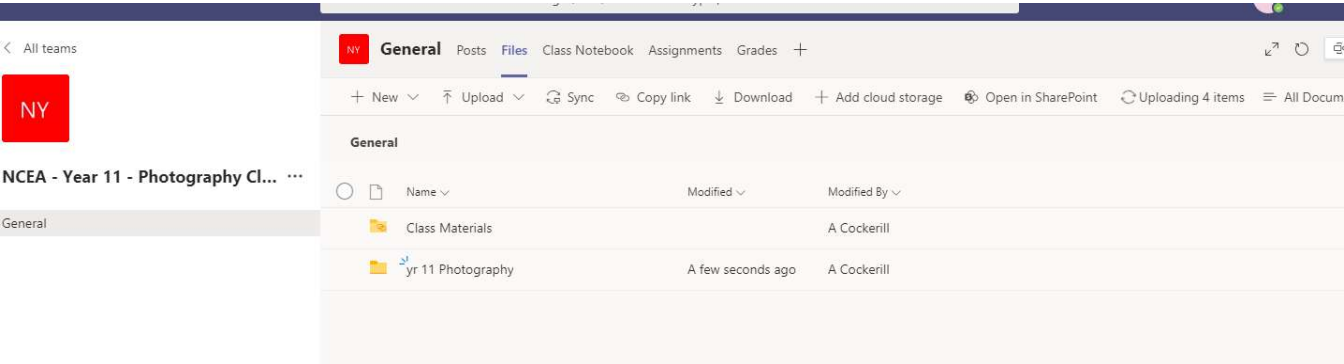 All teams
NY
NCEA - Year 11 - Photography Cl... ...
General
NY General Posts Files Class Notebook Assignments Grades
New Upload Sync Copy link Download Add cloud storage Open in SharePoint Uploading 4 items All Docum
General
Name Modified Modified By
Class Materials A Cockerill
yr 11 Photography A few seconds ago A Cockerill